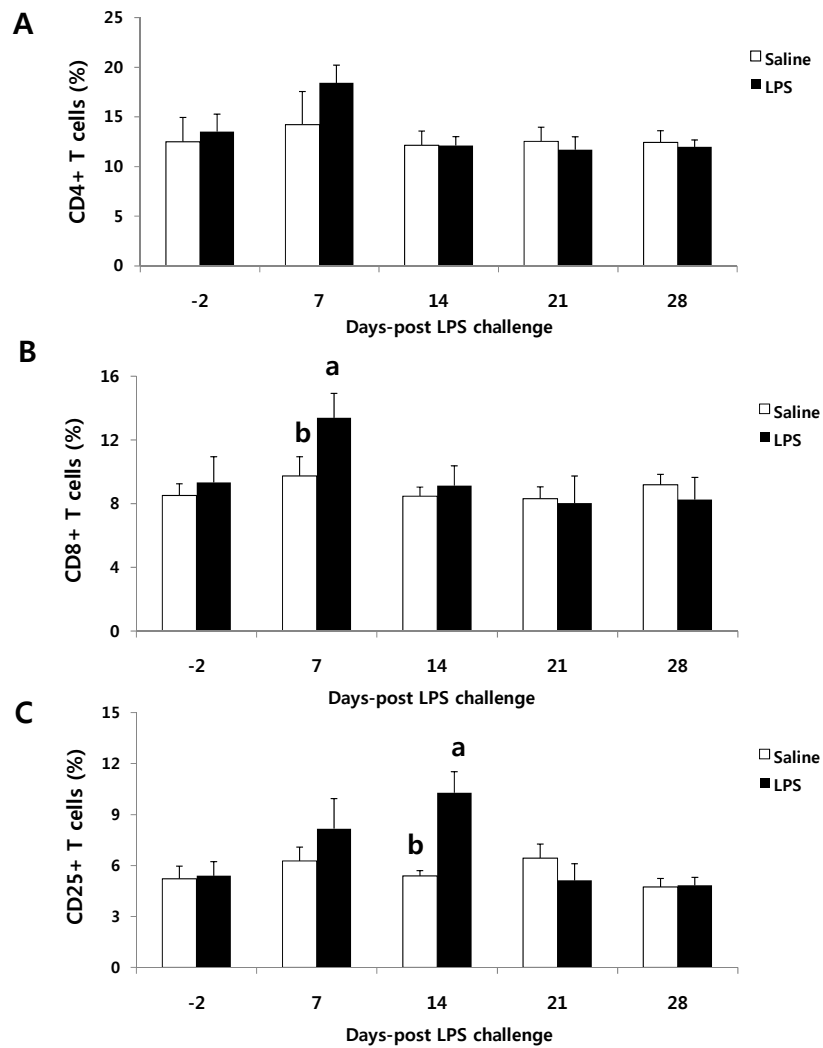 A
25
20
15
10
5
0
CD4+ T cells (%)
Saline
LPS
-2 7 14 21 28
Days-post LPS challenge
B
16
12
8
4
0
CD8+ T cells (%)
b
a
Saline
LPS
-2 7 14 21 28
Days-post LPS challenge
C
15
12
9
6
3
0
CD25+ T cells (%)
b
a
Saline
LPS
-2 7 14 21 28
Days-post LPS challenge